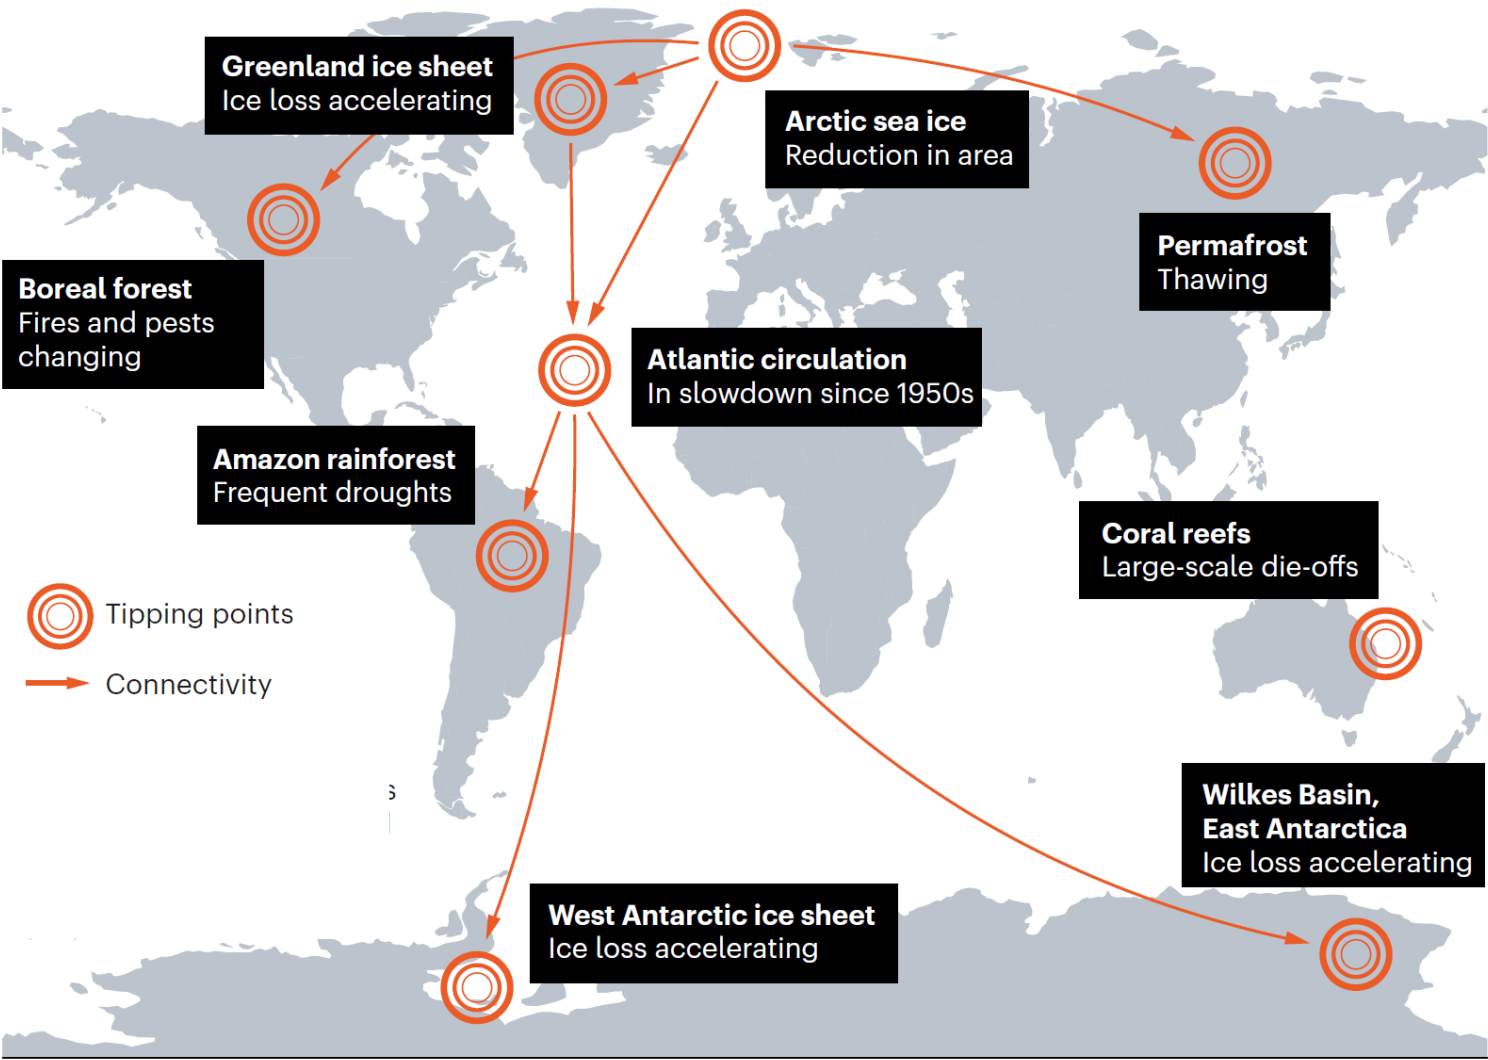 Greenland ice sheet
Ice loss accelerating
Arctic sea ice
Reduction in area
Permafrost
Thawing
Boreal forest
Fires and pests
changing
Atlantic circulation
In slowdown since 1950s
Amazon rainforest
Frequent droughts
Coral reefs
Large-scale die-offs
Tipping points
Connectivity
Wilkes Basin,
East Antarctica
Ice loss accelerating
West Antarctic ice sheet
Ice loss accelerating